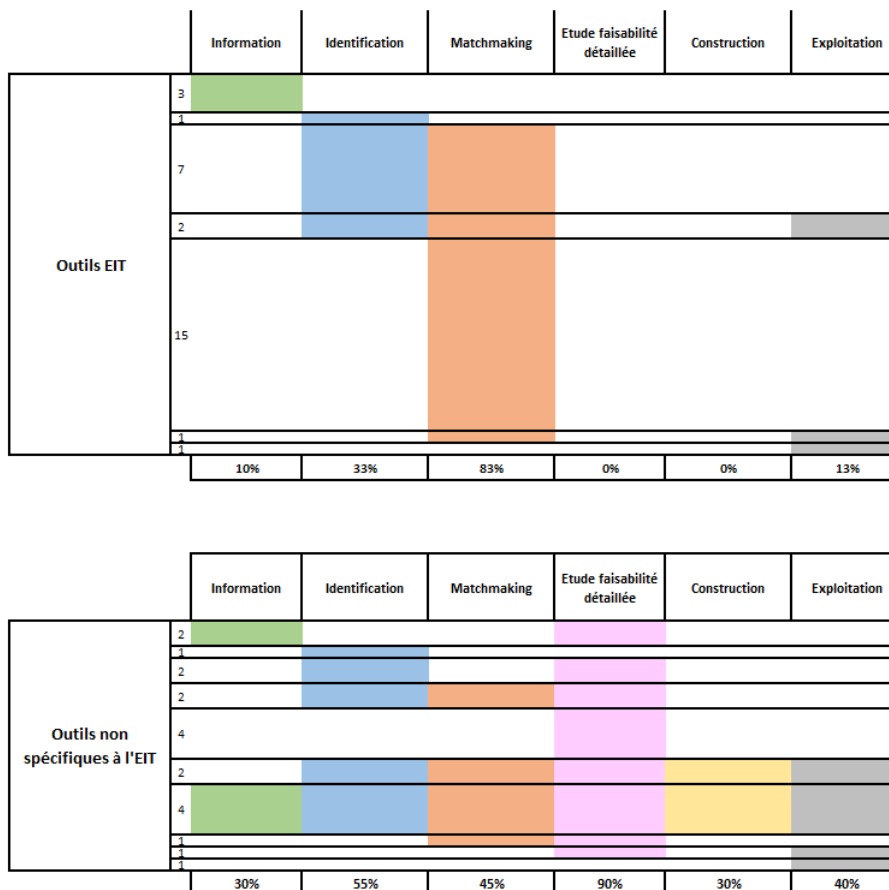 Information Identification Matchmaking Etude faisabilité détaillée Construction Exploitation
3
1
7
2
Outils EIT
15
1
1
10% 33% 83% 0% 0% 13%
Information Identification Matchmaking Etude faisabilité détaillée Construction Exploitation
2
1
2
2
Outils non
spécifiques à l'EIT
4
2
4
1
1
1
30% 55% 45% 90% 30% 40%